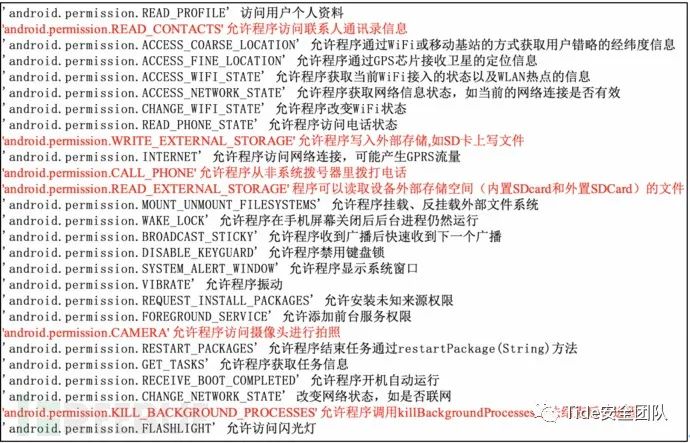 'android.permission.READ_PROFILE' 访问用户个人资料
'android.permission.READ_CONTACTS' 允许程序访问联系人通讯录信息
'android.permission.ACCESS_COARSE_LOCATION' 允许程序通过WiFi或移动基站的方式获取用户错略的经纬度信息
'android.permission.ACCESS_FINE_LOCATION' 允许程序通过GPS芯片接收卫星的定位信息
'android.permission.ACCESS_WIFI_STATE' 允许程序获取当前WiFi接入的状态以及WLAN热点的信息
'android.permission.ACCESS_NETWORK_STATE' 允许程序获取网络信息状态，如当前的网络连接是否有效
'android.permission.CHANGE_WIFI_STATE' 允许程序改变WiFi状态
'android.permission.READ_PHONE_STATE' 允许程序访问电话状态
'android.permission.WRITE_EXTERNAL_STORAGE' 允许程序写入外部存储,如SD卡上写文件
'android.permission.INTERNET' 允许程序访问网络连接，可能产生GPRS流量
'android.permission.CALL_PHONE' 允许程序从非系统拨号器里拨打电话
'android.permission.READ_EXTERNAL_STORAGE' 程序可以读取设备外部存储空间（内置SDcard和外置SDCard）的文件
'android.permission.MOUNT_UNMOUNT_FILESYSTEMS' 允许程序挂载、反挂载外部文件系统
'android.permission.WAKE_LOCK' 允许程序在手机屏幕关闭后后台进程仍然运行
'android.permission.BROADCAST_STICKY' 允许程序收到广播后快速收到下一个广播
'android.permission.DISABLE_KEYGUARD' 允许程序禁用键盘锁
'android.permission.SYSTEM_ALERT_WINDOW' 允许程序显示系统窗口
'android.permission.VIBRATE' 允许程序振动
'android.permission.REQUEST_INSTALL_PACKAGES' 允许安装未知来源权限
'android.permission.FOREGROUND_SERVICE' 允许添加前台服务权限
'android.permission.CAMERA' 允许程序访问摄像头进行拍照
'android.permission.RESTART_PACKAGES' 允许程序结束任务通过restartPackage(String)方法
'android.permission.GET_TASKS' 允许程序获取任务信息
'android.permission.RECEIVE_BOOT_COMPLETED' 允许程序开机自动运行
'android.permission.CHANGE_NETWORK_STATE' 改变网络状态，如是否联网
'android.permission.KILL_BACKGROUND_PROCESSES' 允许程序调用killBackgroundProcesses
'android.permission.FLASHLIGHT' 允许访问闪光灯
Tide安全团队